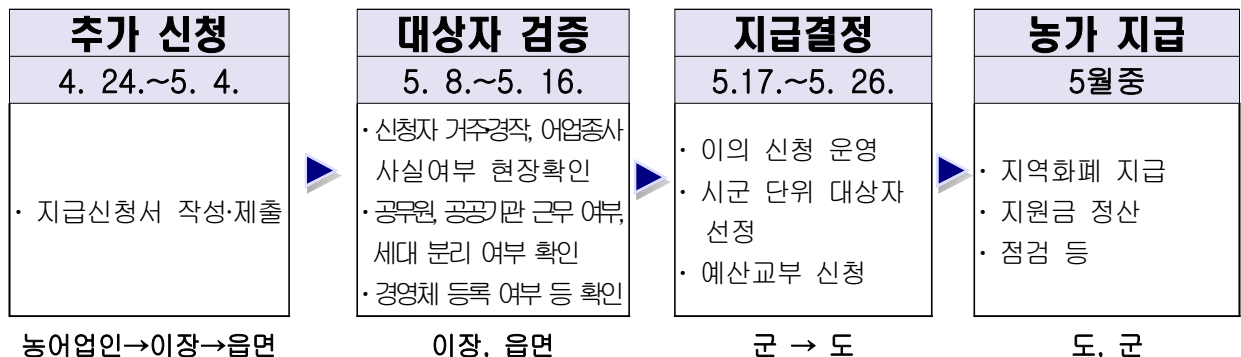 추가 신청
4. 24.~5. 4.
· 지급신청서 작성·제출
농어업인→이장→읍면
대상자 검증
5. 8.~5. 16.
· 신청자 거주·경작, 어업종사
사실여부 현장확인
· 공무원, 공공기관 근무 여부,
세대 분리 여부 확인
· 경영체 등록 여부 등 확인
이장, 읍면
지급결정
5.17.~5. 26.
· 이의 신청 운영
· 시군 단위 대상자
선정
· 예산교부 신청
군 → 도
농가 지급
5월중
· 지역화폐 지급
· 지원금 정산
· 점검 등
도, 군